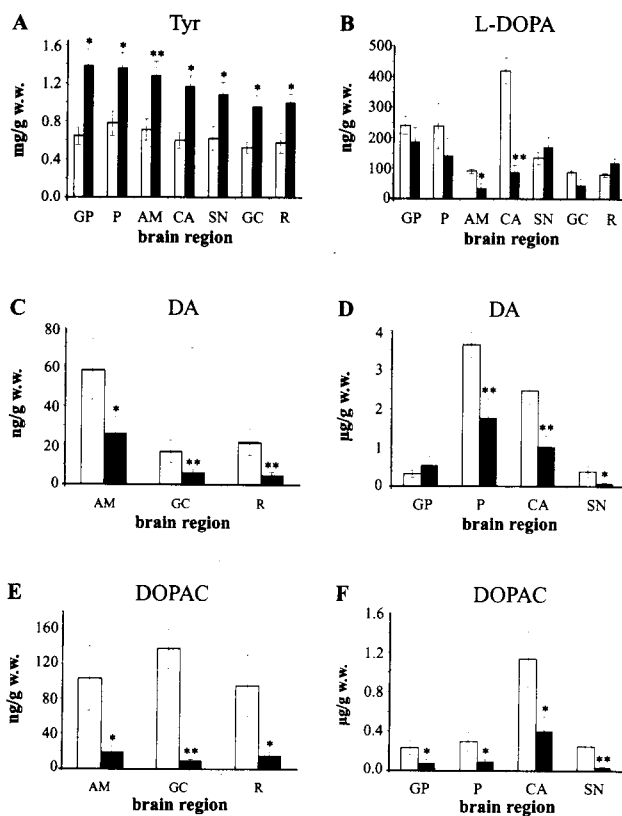 A Tyr
1.6
1.2
0.8
0.4
0.0
mg/g w.w.
* * ** * * * *
GP P AM CA SN GC R
brain region
B L-DOPA
500
400
300
200
100
0
ng/g w.w.
* **
GP P AM CA SN GC R
brain region
C DA
80
60
40
20
0
ng/g w.w.
* ** **
AM GC R
brain region
D DA
4
3
2
1
0
µg/g w.w.
** ** *
GP P CA SN
brain region
E DOPAC
160
120
80
40
0
ng/g w.w.
* ** *
AM GC R
brain region
F DOPAC
1.6
1.2
0.8
0.4
0.0
µg/g w.w.
* * * **
GP P CA SN
brain region